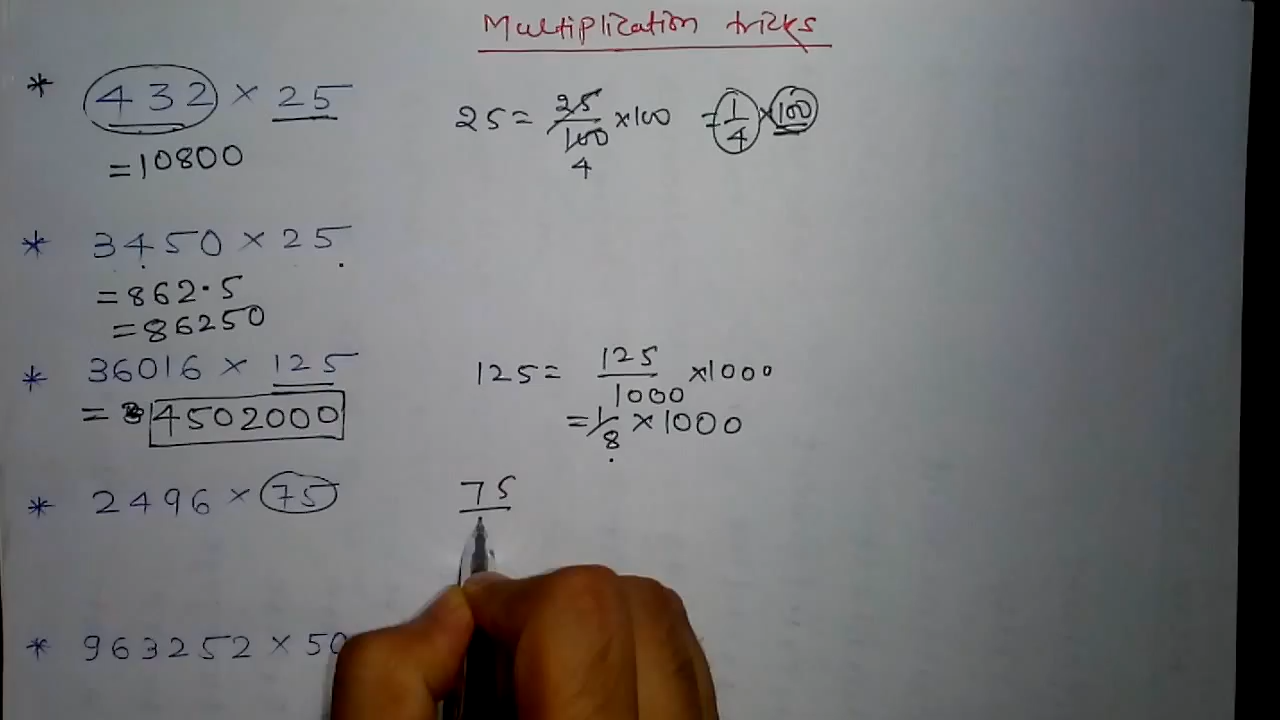 Multiplication tricks
* 432 × 25
= 10800
25 = 25/100 × 100 = 1/4 × 100
4
* 3450 × 25
= 862.5
= 86250
* 36016 × 125
= 4502000
125 = 125/1000 × 1000
= 1/8 × 1000
* 2496 × 75
75
* 963252 × 50